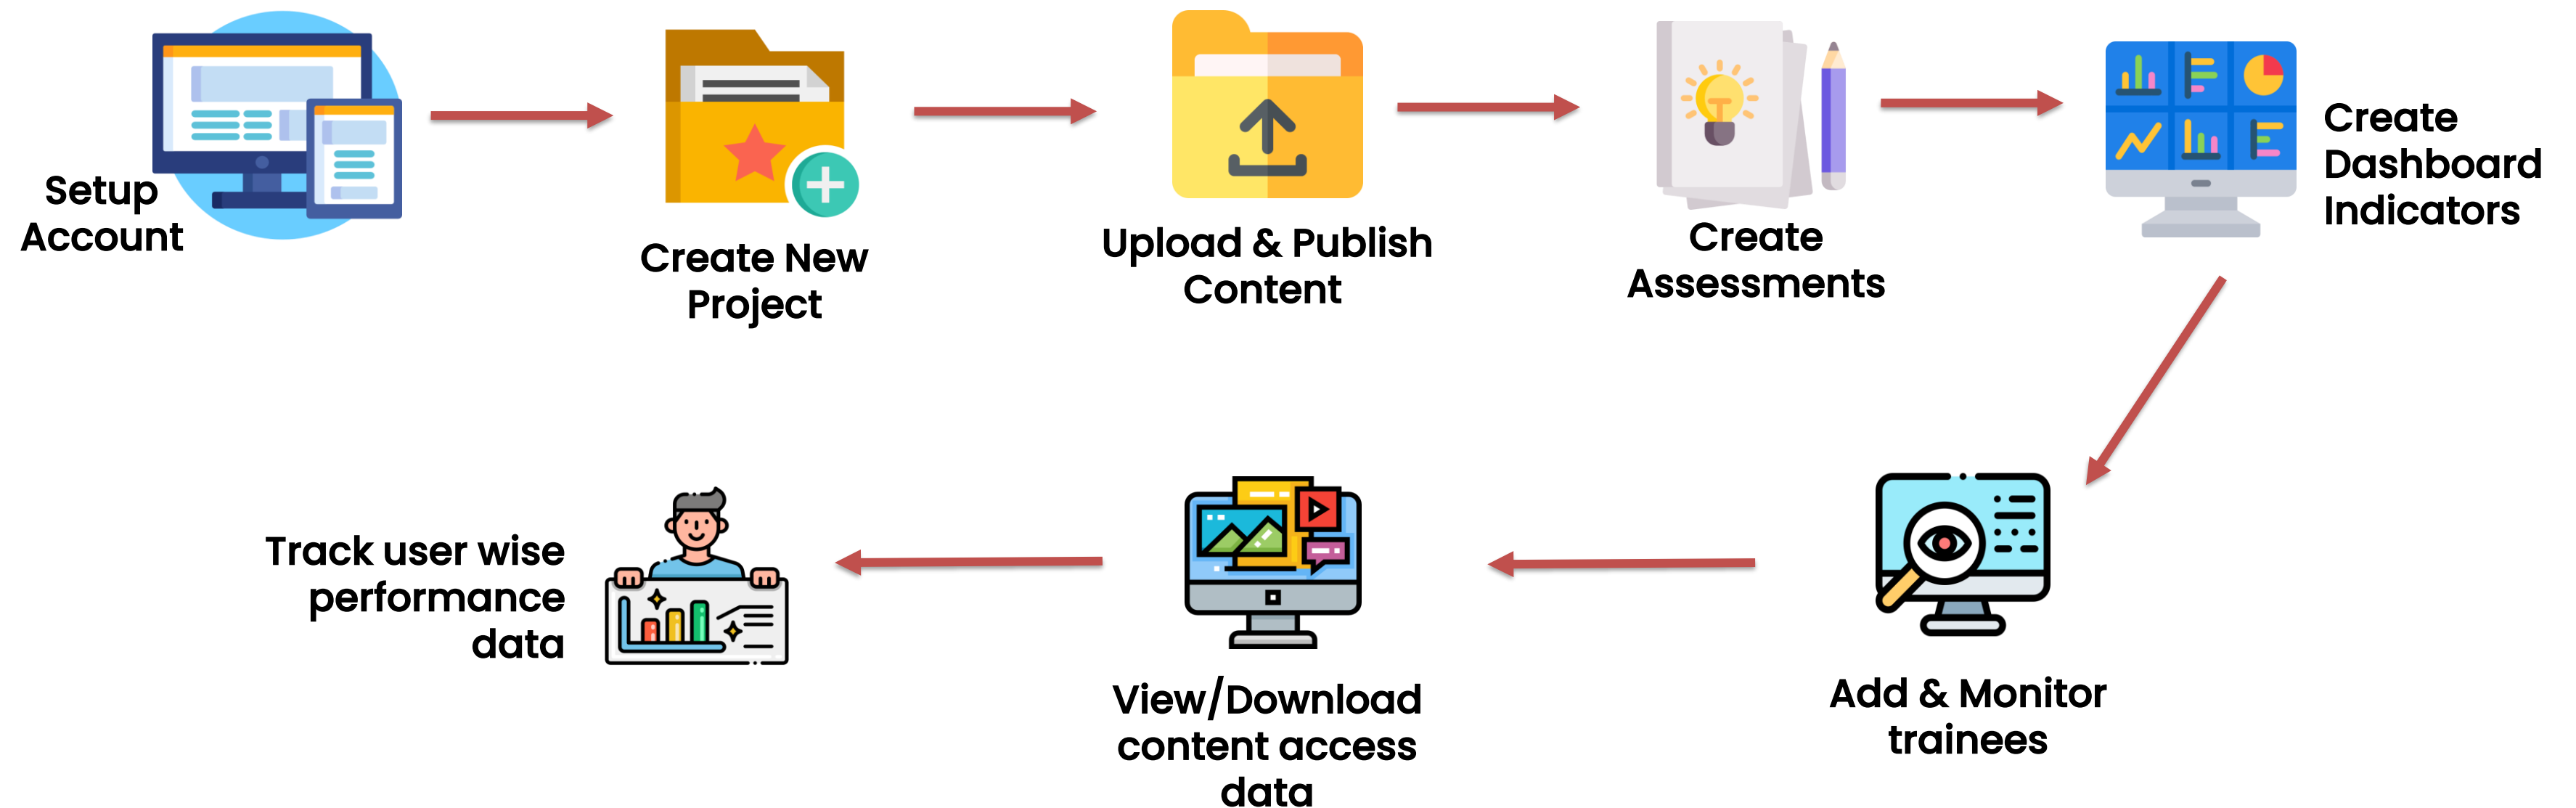 Setup
Account
Create New
Project
Upload & Publish
Content
Create
Assessments
Create
Dashboard
Indicators
Add & Monitor
trainees
View/Download
content access
data
Track user wise
performance
data